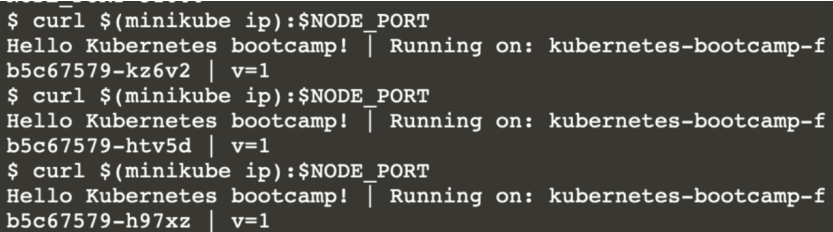 $ curl $(minikube ip):$NODE_PORT
Hello Kubernetes bootcamp! | Running on: kubernetes-bootcamp-f
b5c67579-kz6v2 | v=1
$ curl $(minikube ip):$NODE_PORT
Hello Kubernetes bootcamp! | Running on: kubernetes-bootcamp-f
b5c67579-htv5d | v=1
$ curl $(minikube ip):$NODE_PORT
Hello Kubernetes bootcamp! | Running on: kubernetes-bootcamp-f
b5c67579-h97xz | v=1